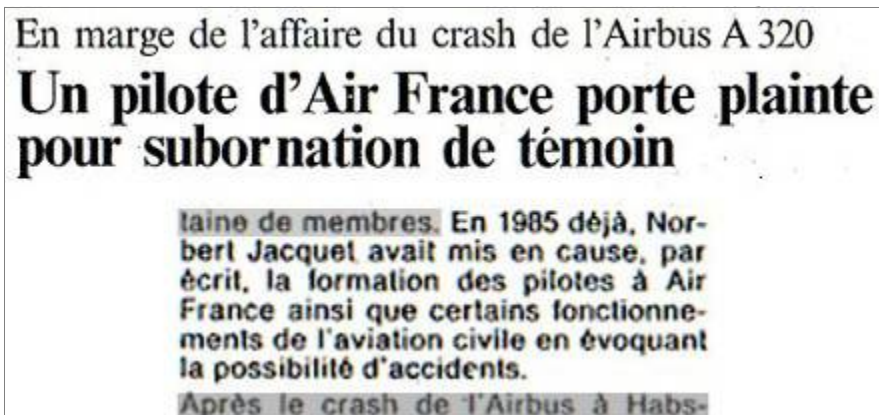 En marge de l'affaire du crash de l'Airbus A 320
Un pilote d'Air France porte plainte
pour subornation de témoin
taine de membres. En 1985 déjà, Nor-
bert Jacquet avait mis en cause, par
écrit, la formation des pilotes à Air
France ainsi que certains fonctionne-
ments de l'aviation civile en évoquant
la possibilité d'accidents.
Après le crash de l'Airbus à Habs-